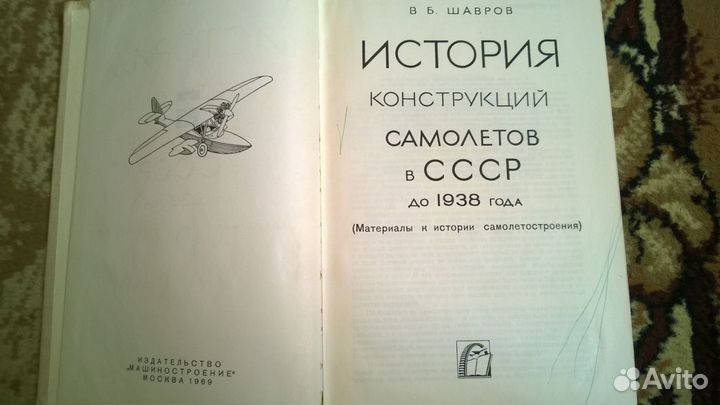 ИЗДАТЕЛЬСТВО
„МАШИНОСТРОЕНИЕ"
МОСКВА 1969
В Б. ШАВРОВ
ИСТОРИЯ
КОНСТРУКЦИЙ
САМОЛЕТОВ
В СССР
ДО 1938 ГОДА
(Материалы к истории самолетостроения)
Avito